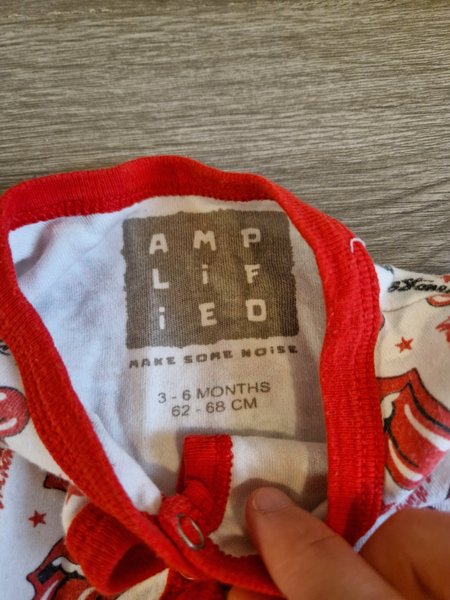 AMP
LiF
iED
MAKE SOME NOiSE
3 - 6 MONTHS
62 - 68 CM